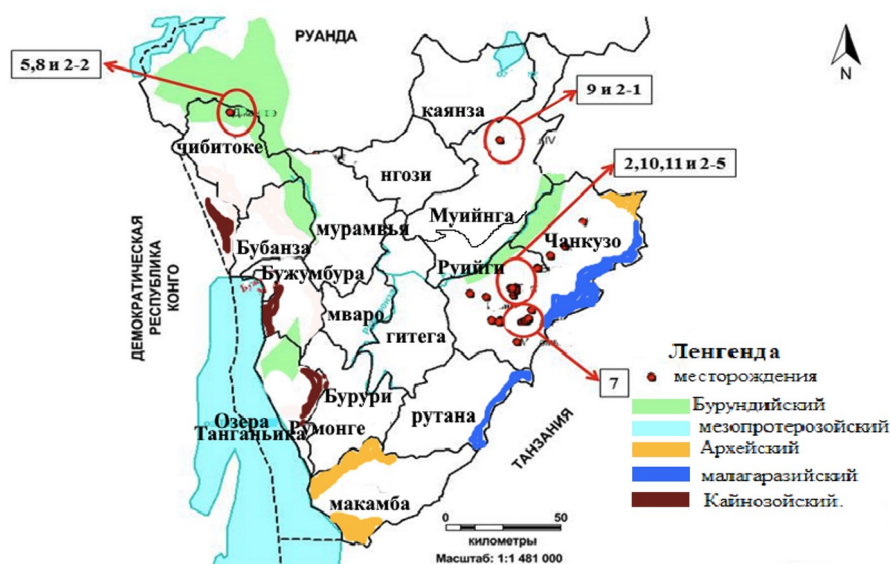 РУАНДА
5,8 и 2-2
N
9 и 2-1
каянза
чибитоке
нгози
2,10,11 и 2-5
Муийнга
мурамвья
Чанкузо
ДЕМОКРАТИЧЕСКАЯ
РЕСПУБЛИКА
КОНГО
Бубанза
Руийги
Бужумбура
мваро
гитега
7
Ленгенда
месторождения
Бурундийский
мезопротерозойский
Архейский
малагаразийский
Кайнозойский.
Бурури
рутана
Озера
Танганьика
Румонге
ТАНЗАНИЯ
макамба
0 50
километры
Масштаб: 1:1 481 000